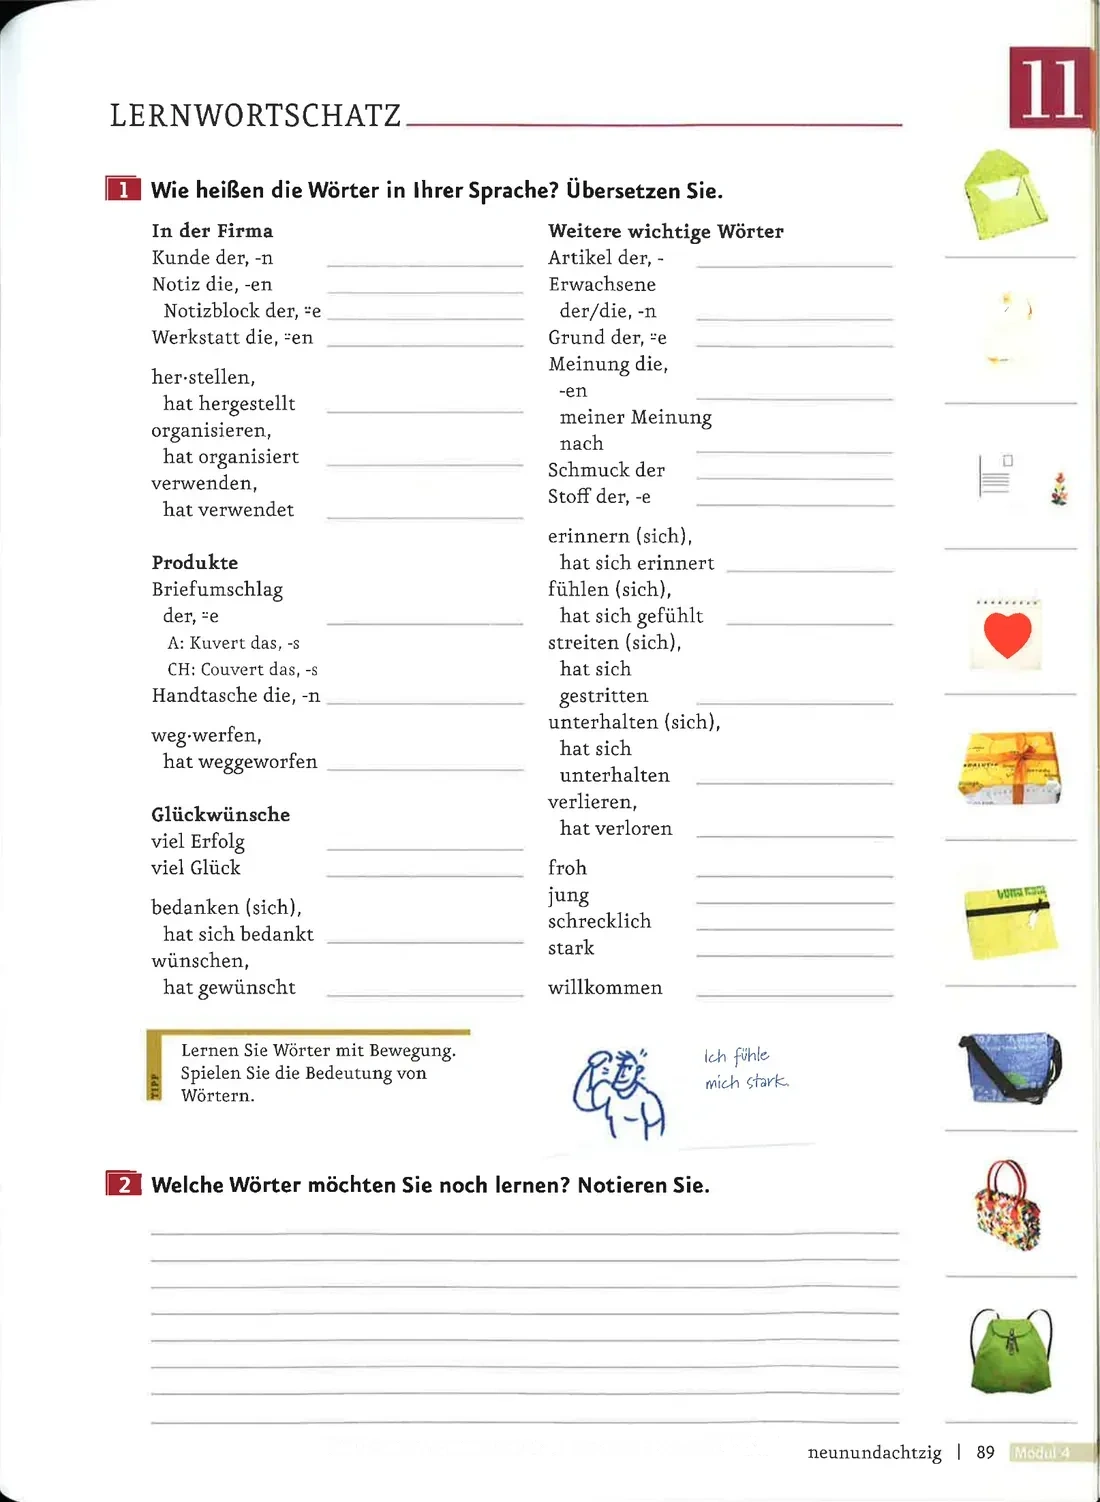 11
LERNWORTSCHATZ
1 Wie heißen die Wörter in Ihrer Sprache? Übersetzen Sie.
In der Firma
Kunde der, -n
Notiz die, -en
Notizblock der, ⸚e
Werkstatt die, ⸚en
her·stellen,
hat hergestellt
organisieren,
hat organisiert
verwenden,
hat verwendet
Produkte
Briefumschlag
der, ⸚e
A: Kuvert das, -s
CH: Couvert das, -s
Handtasche die, -n
weg·werfen,
hat weggeworfen
Glückwünsche
viel Erfolg
viel Glück
bedanken (sich),
hat sich bedankt
wünschen,
hat gewünscht
Weitere wichtige Wörter
Artikel der, -
Erwachsene
der/die, -n
Grund der, ⸚e
Meinung die,
-en
meiner Meinung
nach
Schmuck der
Stoff der, -e
erinnern (sich),
hat sich erinnert
fühlen (sich),
hat sich gefühlt
streiten (sich),
hat sich
gestritten
unterhalten (sich),
hat sich
unterhalten
verlieren,
hat verloren
froh
jung
schrecklich
stark
willkommen
TIPP
Lernen Sie Wörter mit Bewegung.
Spielen Sie die Bedeutung von
Wörtern.
Ich fühle
mich stark.
2 Welche Wörter möchten Sie noch lernen? Notieren Sie.
neunundachtzig | 89 Modul 4